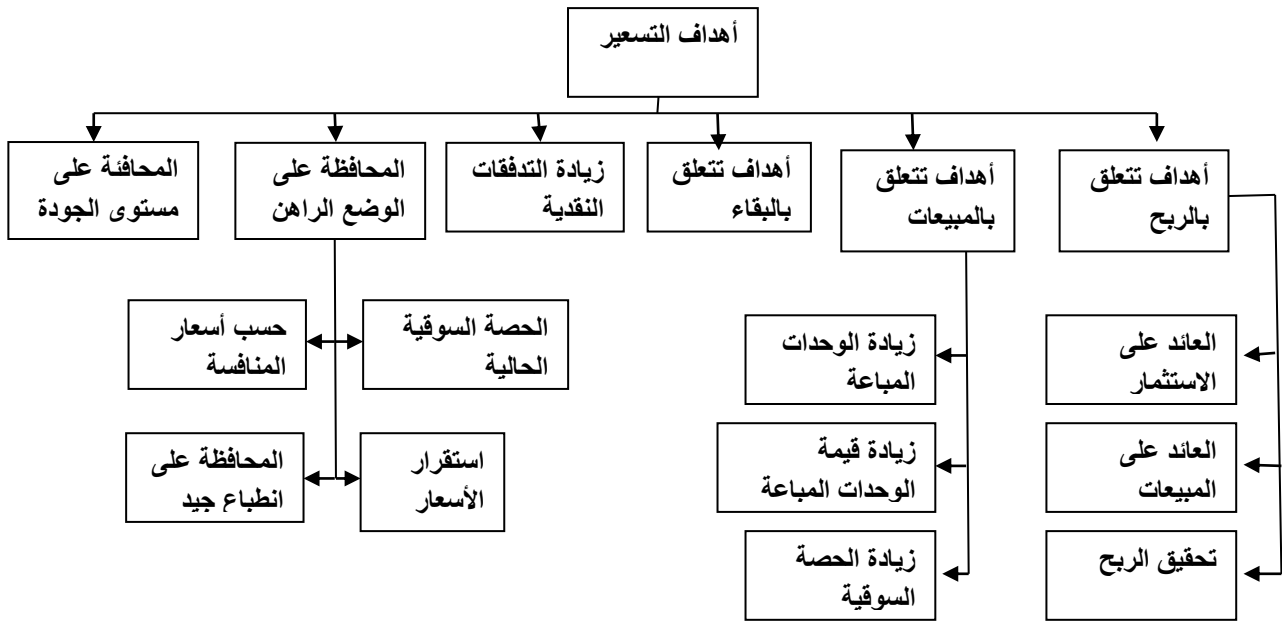 أهداف التسعير
أهداف تتعلق
بالربح
أهداف تتعلق
بالمبيعات
أهداف تتعلق
بالبقاء
زيادة التدفقات
النقدية
المحافظة على
الوضع الراهن
المحافئة على
مستوى الجودة
العائد على
الاستثمار
العائد على
المبيعات
تحقيق الربح
زيادة الوحدات
المباعة
زيادة قيمة
الوحدات المباعة
زيادة الحصة
السوقية
الحصة السوقية
الحالية
حسب أسعار
المنافسة
استقرار
الأسعار
المحافظة على
انطباع جيد